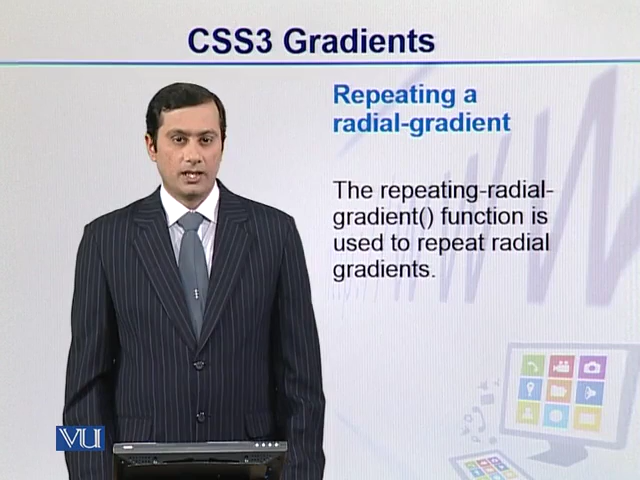 CSS3 Gradients
Repeating a
radial-gradient
The repeating-radial-
gradient() function is
used to repeat radial
gradients.
VU